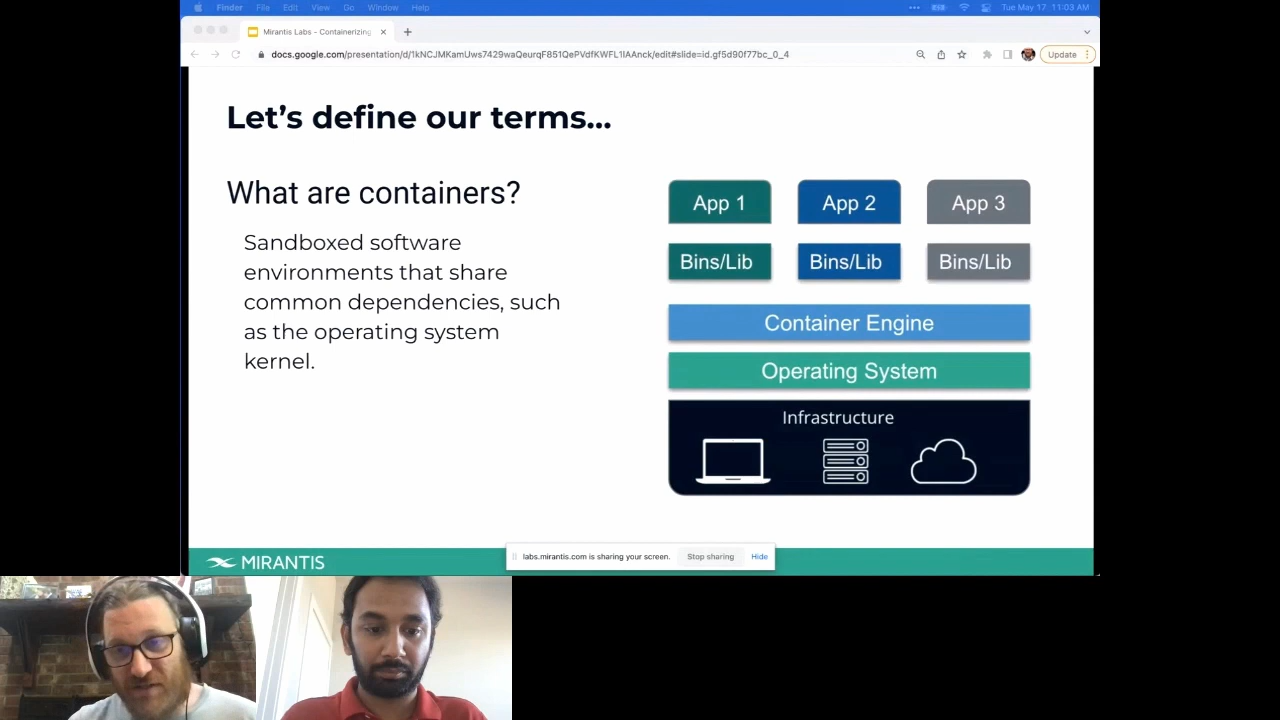 Finder File Edit View Go Window Help
Tue May 17 11:03 AM
Mirantis Labs - Containerizing
docs.google.com/presentation/d/1kNCJMKamUws7429waQeurqF851QePVdfKWFL1IAAnck/edit#slide=id.gf5d90f77bc_0_4
Update
Let's define our terms...
What are containers?
Sandboxed software
environments that share
common dependencies, such
as the operating system
kernel.
App 1 App 2 App 3
Bins/Lib Bins/Lib Bins/Lib
Container Engine
Operating System
Infrastructure
MIRANTIS
labs.mirantis.com is sharing your screen. Stop sharing Hide